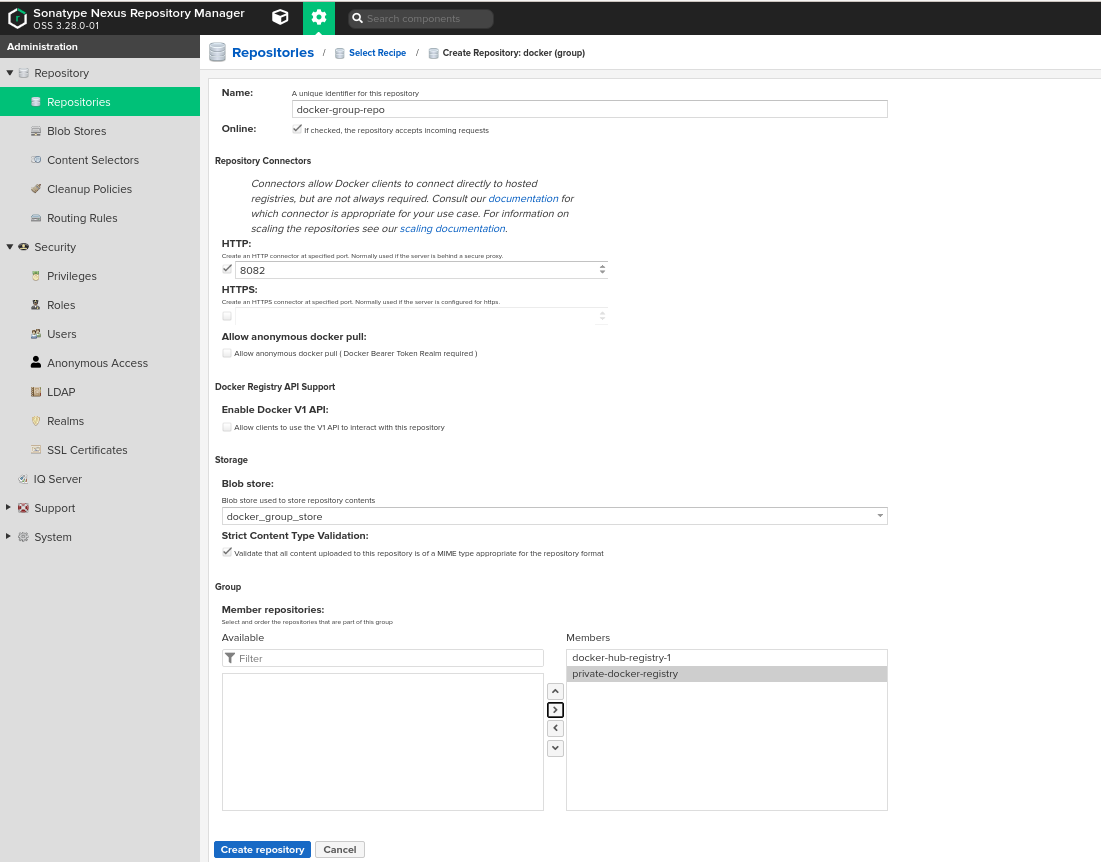 Sonatype Nexus Repository Manager
OSS 3.28.0-01
Search components
Administration
Repository
Repositories
Blob Stores
Content Selectors
Cleanup Policies
Routing Rules
Security
Privileges
Roles
Users
Anonymous Access
LDAP
Realms
SSL Certificates
IQ Server
Support
System
Repositories / Select Recipe / Create Repository: docker (group)
Name: A unique identifier for this repository
docker-group-repo
Online: If checked, the repository accepts incoming requests
Repository Connectors
Connectors allow Docker clients to connect directly to hosted
registries, but are not always required. Consult our documentation for
which connector is appropriate for your use case. For information on
scaling the repositories see our scaling documentation.
HTTP:
Create an HTTP connector at specified port. Normally used if the server is behind a secure proxy.
8082
HTTPS:
Create an HTTPS connector at specified port. Normally used if the server is configured for https.
Allow anonymous docker pull:
Allow anonymous docker pull ( Docker Bearer Token Realm required )
Docker Registry API Support
Enable Docker V1 API:
Allow clients to use the V1 API to interact with this repository
Storage
Blob store:
Blob store used to store repository contents
docker_group_store
Strict Content Type Validation:
Validate that all content uploaded to this repository is of a MIME type appropriate for the repository format
Group
Member repositories:
Select and order the repositories that are part of this group
Available
Filter
Members
docker-hub-registry-1
private-docker-registry
Create repository
Cancel